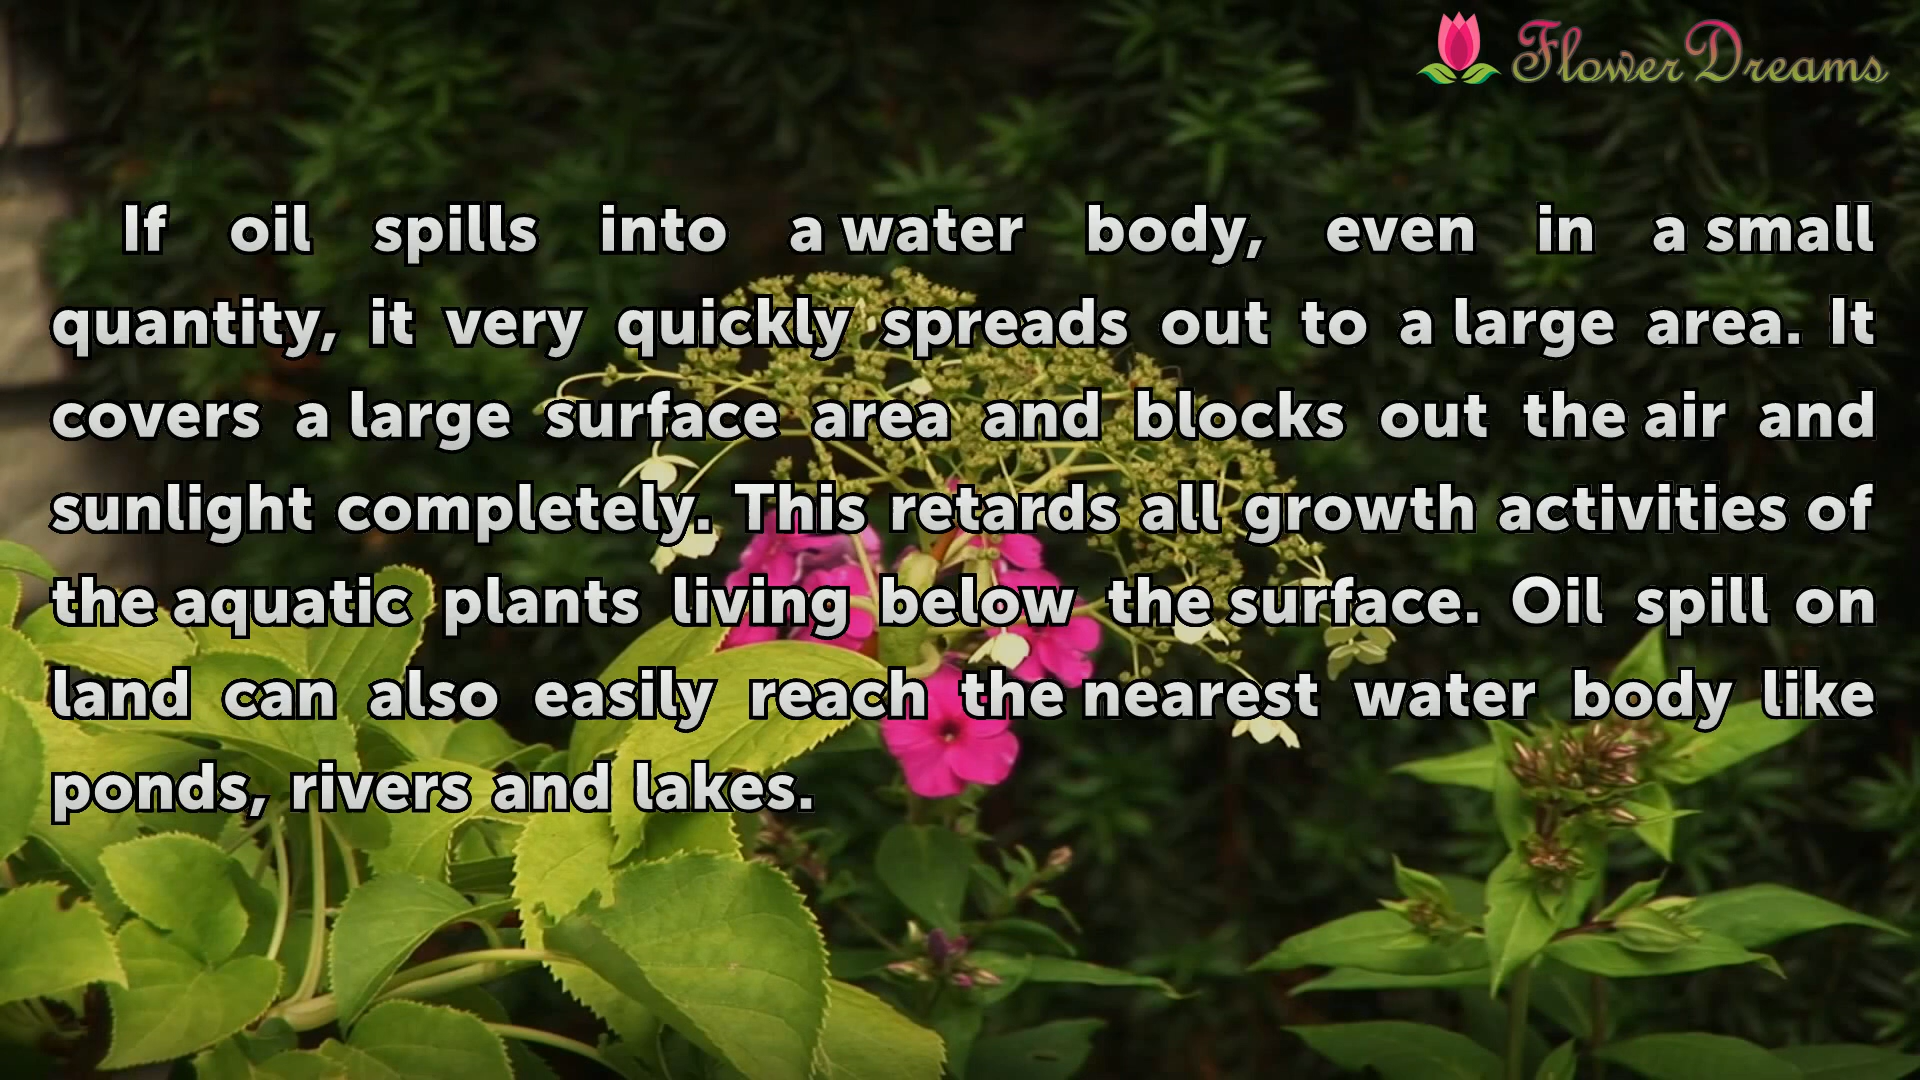 Flower Dreams
If oil spills into a water body, even in a small
quantity, it very quickly spreads out to a large area. It
covers a large surface area and blocks out the air and
sunlight completely. This retards all growth activities of
the aquatic plants living below the surface. Oil spill on
land can also easily reach the nearest water body like
ponds, rivers and lakes.